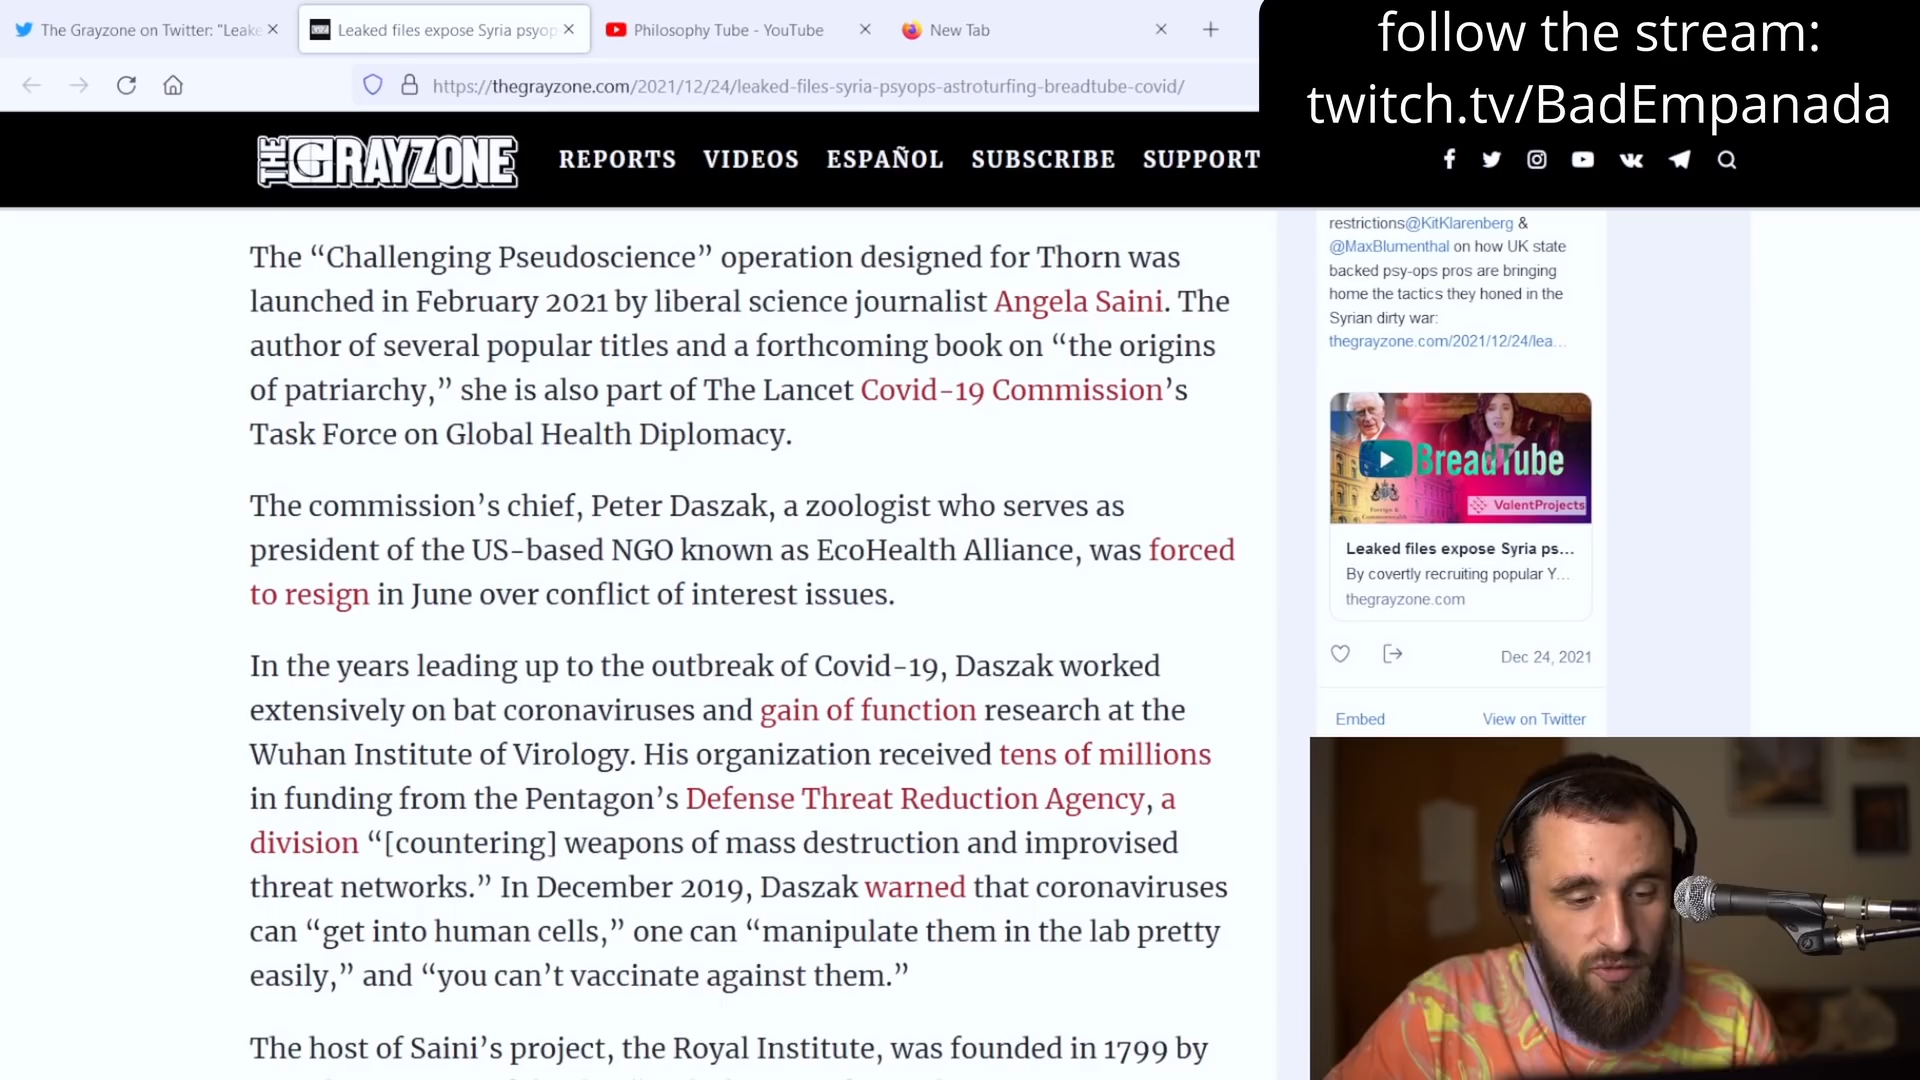 The Grayzone on Twitter: "Leake
Leaked files expose Syria psyop
Philosophy Tube - YouTube
New Tab
follow the stream:
twitch.tv/BadEmpanada
https://thegrayzone.com/2021/12/24/leaked-files-syria-psyops-astroturfing-breadtube-covid/
THE GRAYZONE
REPORTS VIDEOS ESPAÑOL SUBSCRIBE SUPPORT
The “Challenging Pseudoscience” operation designed for Thorn was
launched in February 2021 by liberal science journalist Angela Saini. The
author of several popular titles and a forthcoming book on “the origins
of patriarchy,” she is also part of The Lancet Covid-19 Commission’s
Task Force on Global Health Diplomacy.
The commission’s chief, Peter Daszak, a zoologist who serves as
president of the US-based NGO known as EcoHealth Alliance, was forced
to resign in June over conflict of interest issues.
In the years leading up to the outbreak of Covid-19, Daszak worked
extensively on bat coronaviruses and gain of function research at the
Wuhan Institute of Virology. His organization received tens of millions
in funding from the Pentagon’s Defense Threat Reduction Agency, a
division “[countering] weapons of mass destruction and improvised
threat networks.” In December 2019, Daszak warned that coronaviruses
can “get into human cells,” one can “manipulate them in the lab pretty
easily,” and “you can’t vaccinate against them.”
The host of Saini’s project, the Royal Institute, was founded in 1799 by
restrictions@KitKlarenberg &
@MaxBlumenthal on how UK state
backed psy-ops pros are bringing
home the tactics they honed in the
Syrian dirty war:
thegrayzone.com/2021/12/24/lea…
BreadTube
Foreign &
Commonwealth
ValentProjects
Leaked files expose Syria ps...
By covertly recruiting popular Y...
thegrayzone.com
Dec 24, 2021
Embed
View on Twitter